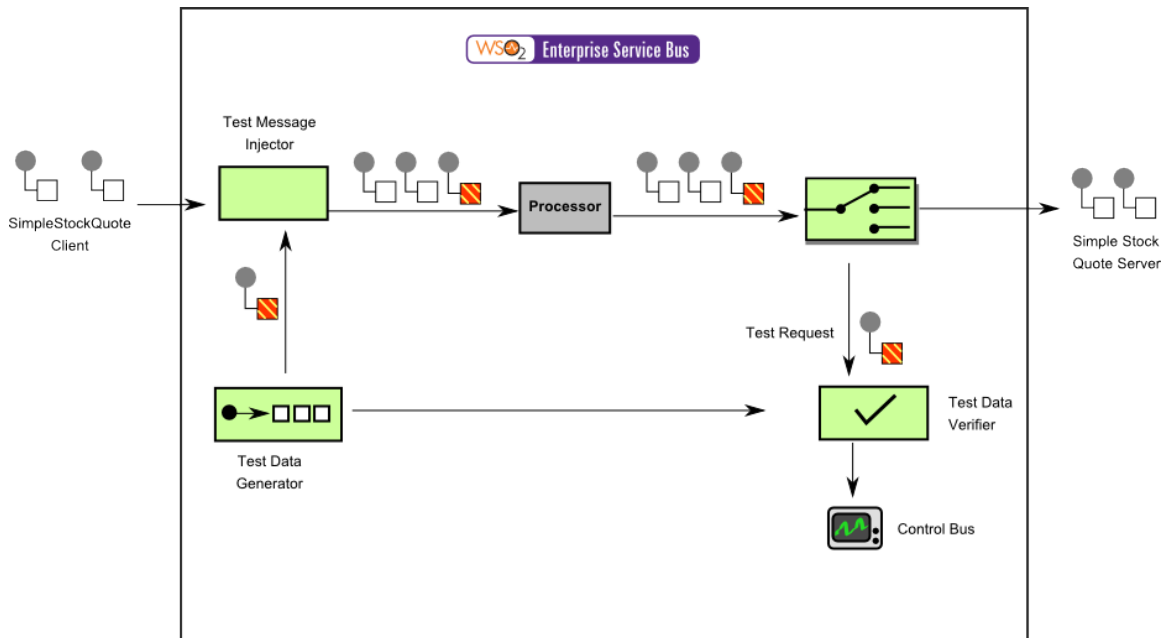 WSO2 Enterprise Service Bus
Test Message
Injector
SimpleStockQuote
Client
Processor
Simple Stock
Quote Server
Test Request
Test Data
Verifier
Test Data
Generator
Control Bus